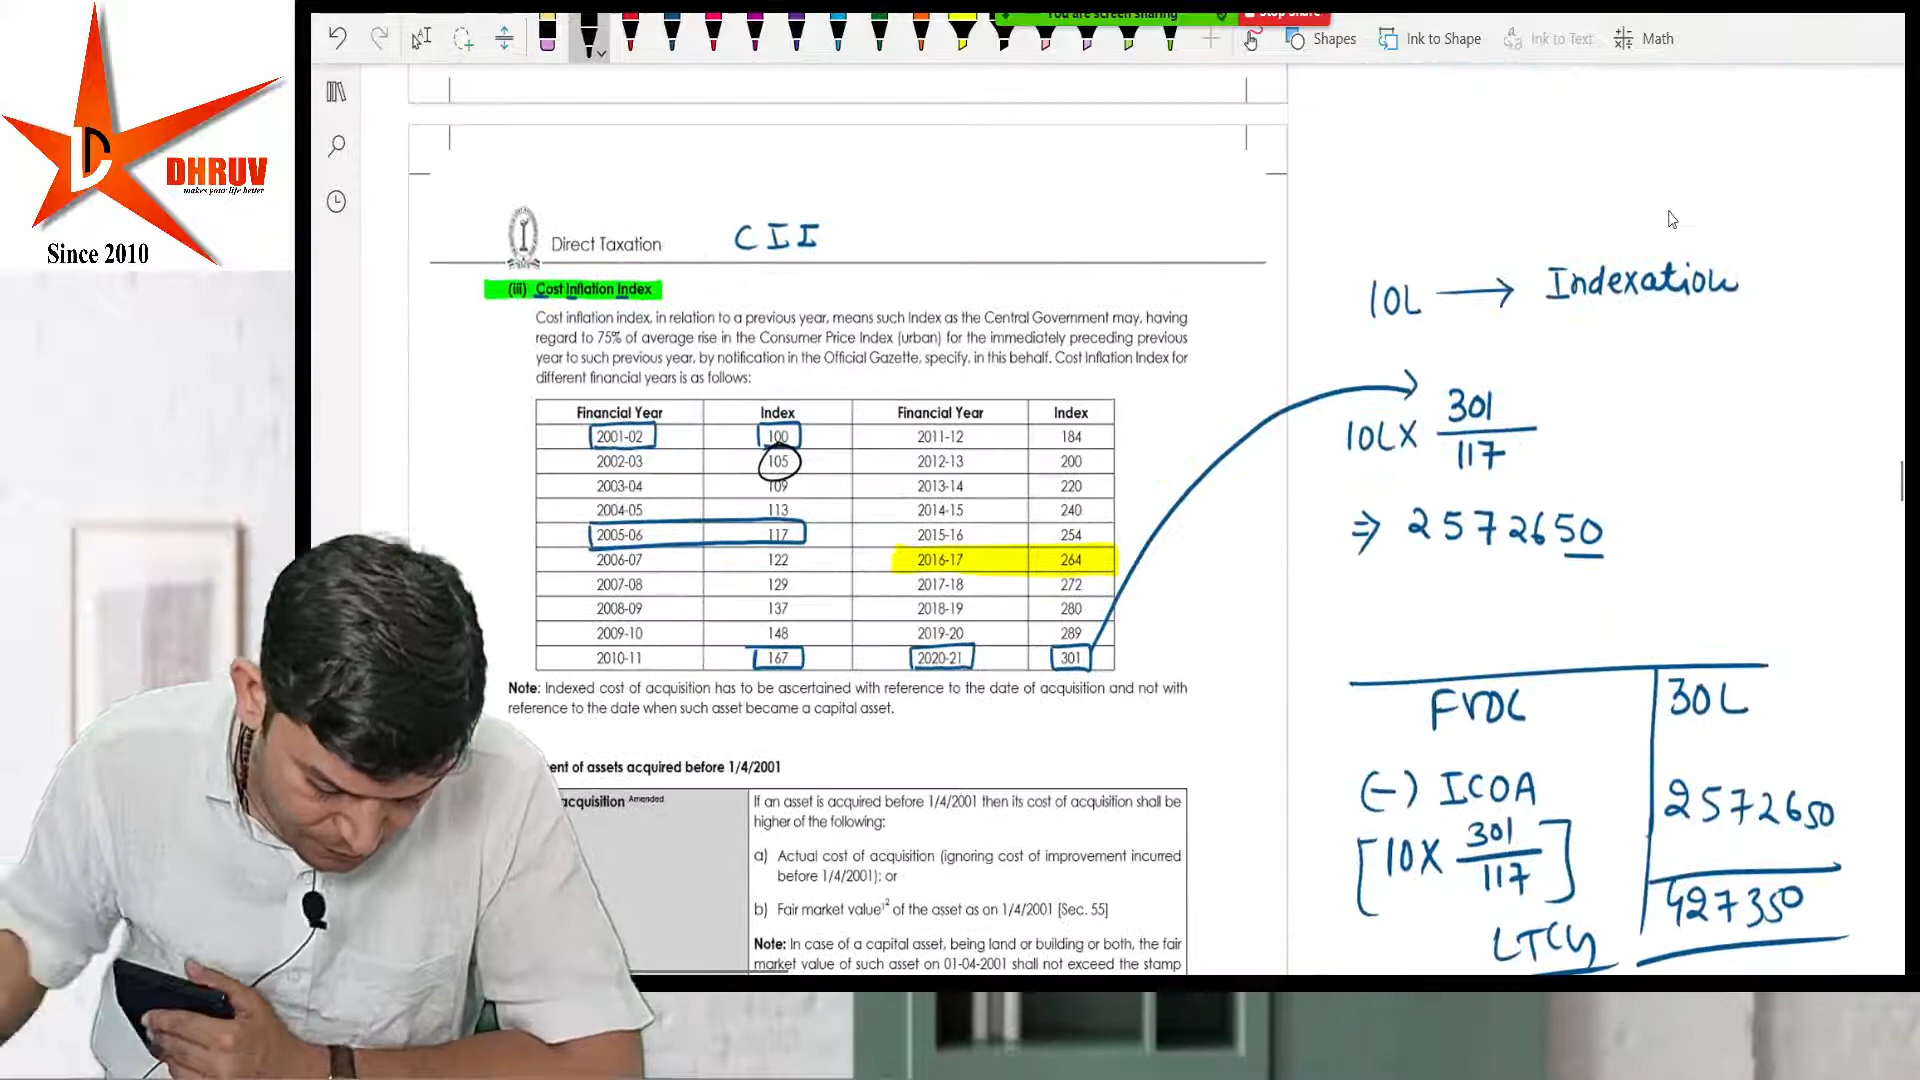 You are screen sharing
Stop Share
Shapes
Ink to Shape
Ink to Text
Math
DC
DHRUV
makes your life better
Since 2010
Direct Taxation
CII
(iii) Cost Inflation Index
Cost inflation index, in relation to a previous year, means such Index as the Central Government may, having
regard to 75% of average rise in the Consumer Price Index (urban) for the immediately preceding previous
year to such previous year, by notification in the Official Gazette, specify, in this behalf. Cost Inflation Index for
different financial years is as follows:
Financial Year Index Financial Year Index
2001-02 100 2011-12 184
2002-03 105 2012-13 200
2003-04 109 2013-14 220
2004-05 113 2014-15 240
2005-06 117 2015-16 254
2006-07 122 2016-17 264
2007-08 129 2017-18 272
2008-09 137 2018-19 280
2009-10 148 2019-20 289
2010-11 167 2020-21 301
Note: Indexed cost of acquisition has to be ascertained with reference to the date of acquisition and not with
reference to the date when such asset became a capital asset.
ent of assets acquired before 1/4/2001
acquisition Amended
If an asset is acquired before 1/4/2001 then its cost of acquisition shall be
higher of the following:
a) Actual cost of acquisition (ignoring cost of improvement incurred
before 1/4/2001); or
b) Fair market value² of the asset as on 1/4/2001 [Sec. 55]
Note: In case of a capital asset, being land or building or both, the fair
market value of such asset on 01-04-2001 shall not exceed the stamp
10L → Indexation
10L X 301
117
⇒ 2572650
FVOC 30L
(-) ICOA 2572650
[10 X 301
117]
427350
LTCG